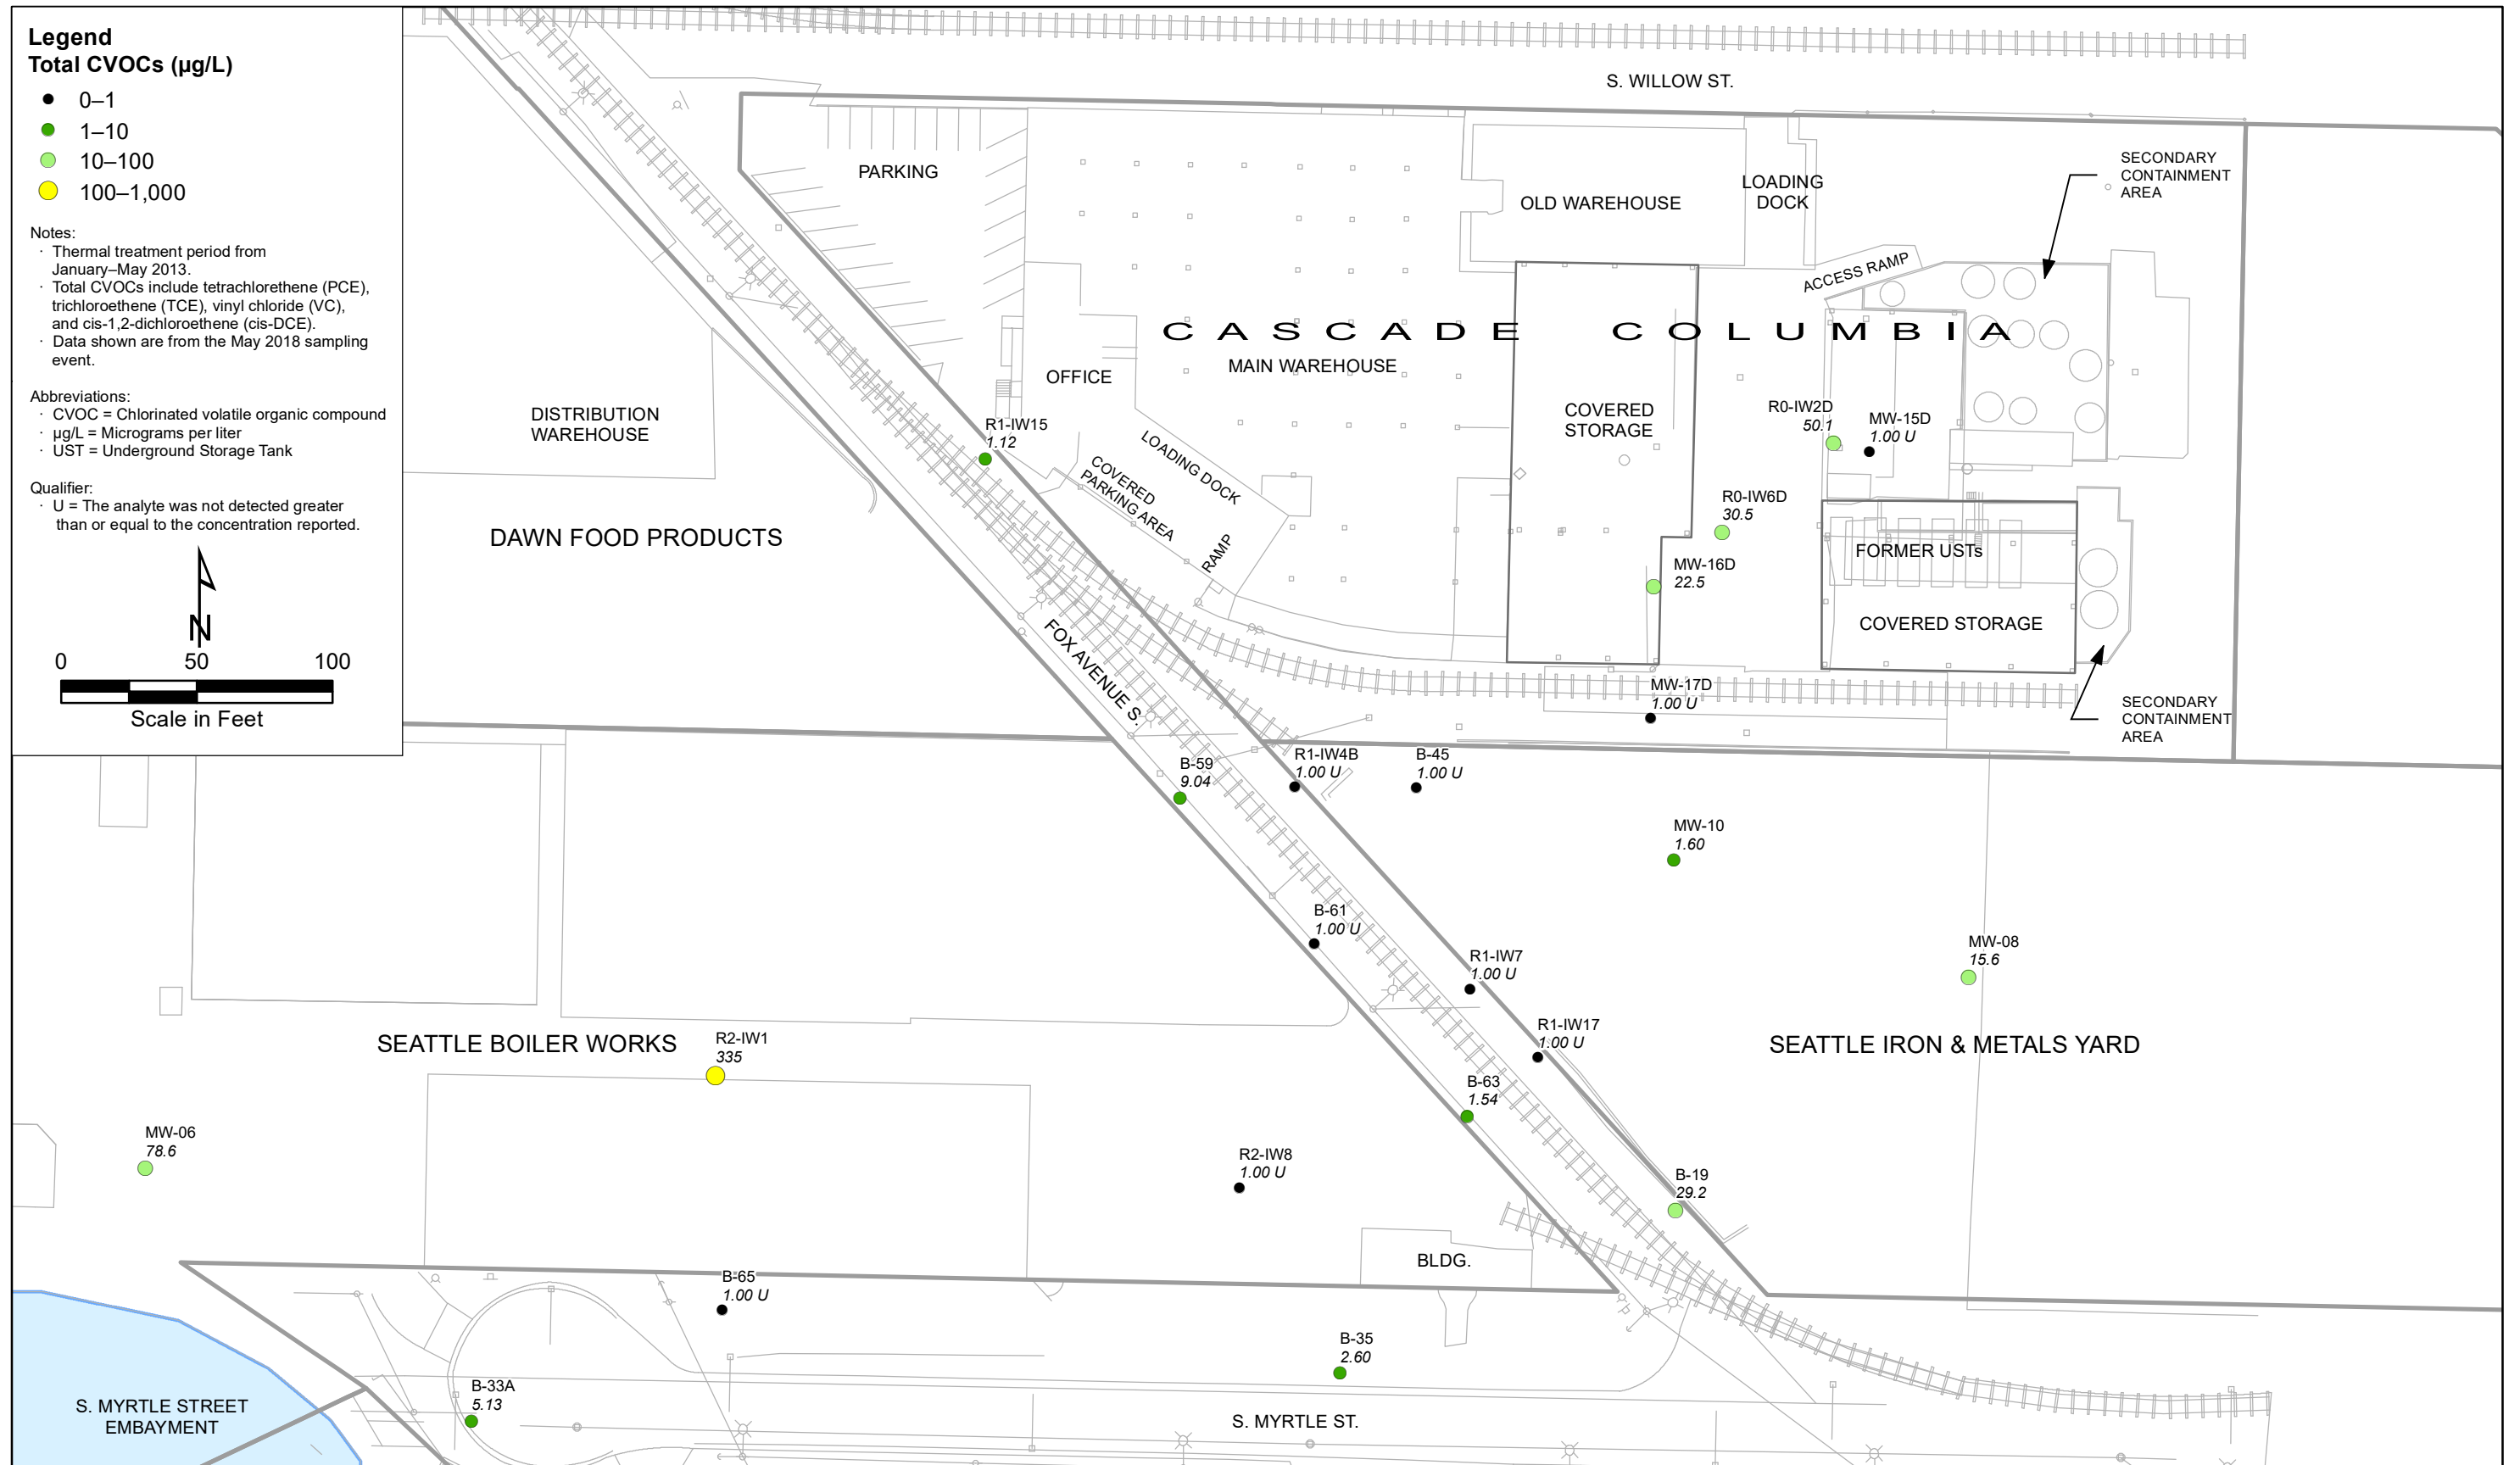 Legend
Total CVOCs (µg/L)
0–1
1–10
10–100
100–1,000
Notes:
· Thermal treatment period from
January–May 2013.
· Total CVOCs include tetrachlorethene (PCE),
trichloroethene (TCE), vinyl chloride (VC),
and cis-1,2-dichloroethene (cis-DCE).
· Data shown are from the May 2018 sampling
event.
Abbreviations:
· CVOC = Chlorinated volatile organic compound
· µg/L = Micrograms per liter
· UST = Underground Storage Tank
Qualifier:
· U = The analyte was not detected greater
than or equal to the concentration reported.
N
0 50 100
Scale in Feet
S. WILLOW ST.
PARKING
OLD WAREHOUSE
LOADING
DOCK
SECONDARY
CONTAINMENT
AREA
ACCESS RAMP
CASCADE COLUMBIA
MAIN WAREHOUSE
OFFICE
DISTRIBUTION
WAREHOUSE
COVERED
STORAGE
R0-IW2D
50.1
MW-15D
1.00 U
R1-IW15
1.12
LOADING DOCK
COVERED
PARKING AREA
RAMP
DAWN FOOD PRODUCTS
R0-IW6D
30.5
FORMER USTs
MW-16D
22.5
COVERED STORAGE
FOX AVENUE S.
MW-17D
1.00 U
SECONDARY
CONTAINMENT
AREA
B-59
9.04
R1-IW4B
1.00 U
B-45
1.00 U
MW-10
1.60
B-61
1.00 U
R1-IW7
1.00 U
MW-08
15.6
SEATTLE BOILER WORKS
R2-IW1
335
R1-IW17
1.00 U
SEATTLE IRON & METALS YARD
B-63
1.54
MW-06
78.6
R2-IW8
1.00 U
B-19
29.2
BLDG.
B-65
1.00 U
B-35
2.60
B-33A
5.13
S. MYRTLE STREET
EMBAYMENT
S. MYRTLE ST.